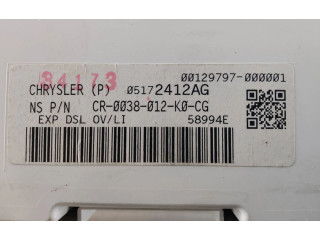 84173
00129797-000001
CHRYSLER (P) 05172412AG
NS P/N CR-0038-012-K0-CG
EXP DSL OV/LI 58994E